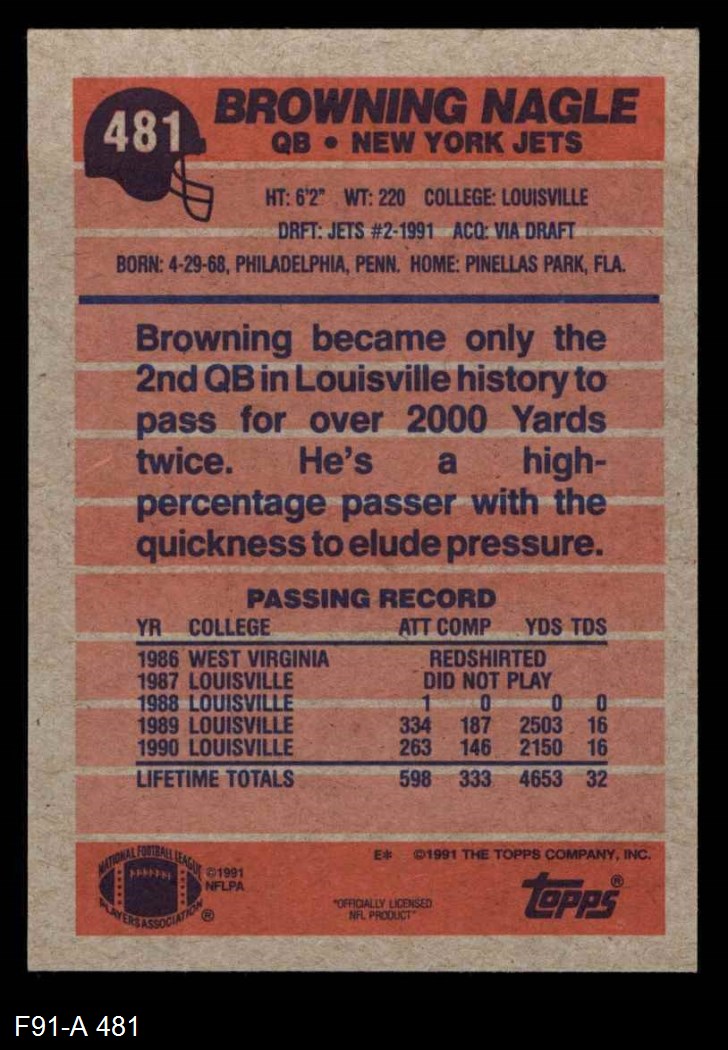 481
BROWNING NAGLE
QB • NEW YORK JETS
HT: 6'2" WT: 220 COLLEGE: LOUISVILLE
DRFT: JETS #2-1991 ACQ: VIA DRAFT
BORN: 4-29-68, PHILADELPHIA, PENN. HOME: PINELLAS PARK, FLA.
Browning became only the
2nd QB in Louisville history to
pass for over 2000 Yards
twice. He's a high-
percentage passer with the
quickness to elude pressure.
PASSING RECORD
YR COLLEGE ATT COMP YDS TDS
1986 WEST VIRGINIA REDSHIRTED
1987 LOUISVILLE DID NOT PLAY
1988 LOUISVILLE 1 0 0 0
1989 LOUISVILLE 334 187 2503 16
1990 LOUISVILLE 263 146 2150 16
LIFETIME TOTALS 598 333 4653 32
E* ©1991 THE TOPPS COMPANY, INC.
NATIONAL FOOTBALL LEAGUE
PLAYERS ASSOCIATION ®
©1991
NFLPA
"OFFICIALLY LICENSED
NFL PRODUCT"
topps®
F91-A 481